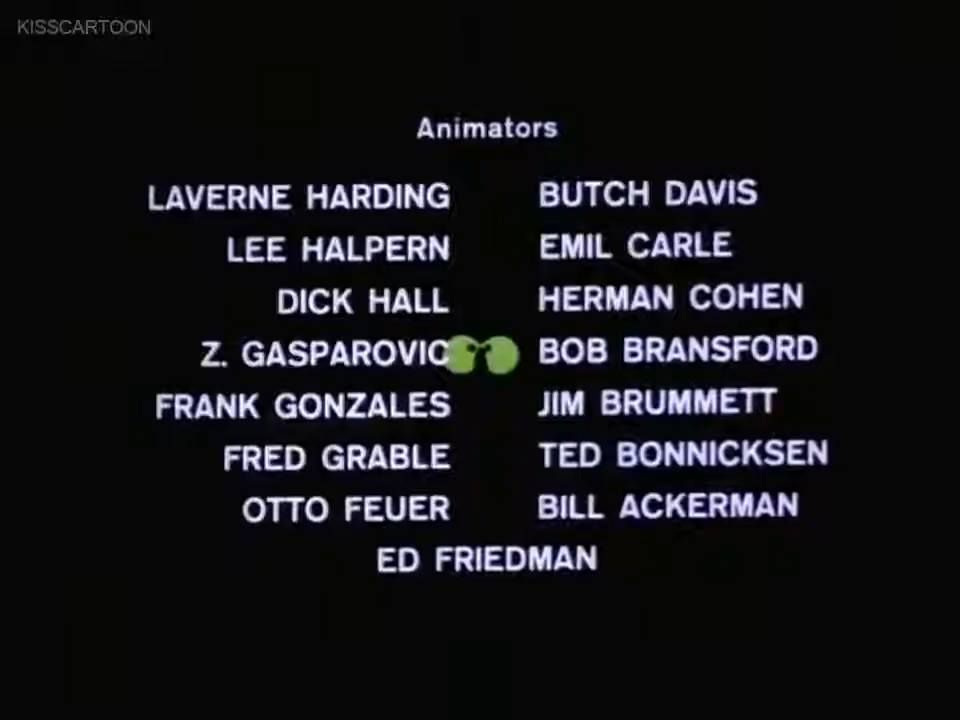 KISSCARTOON
Animators
LAVERNE HARDING BUTCH DAVIS
LEE HALPERN EMIL CARLE
DICK HALL HERMAN COHEN
Z. GASPAROVIC BOB BRANSFORD
FRANK GONZALES JIM BRUMMETT
FRED GRABLE TED BONNICKSEN
OTTO FEUER BILL ACKERMAN
ED FRIEDMAN